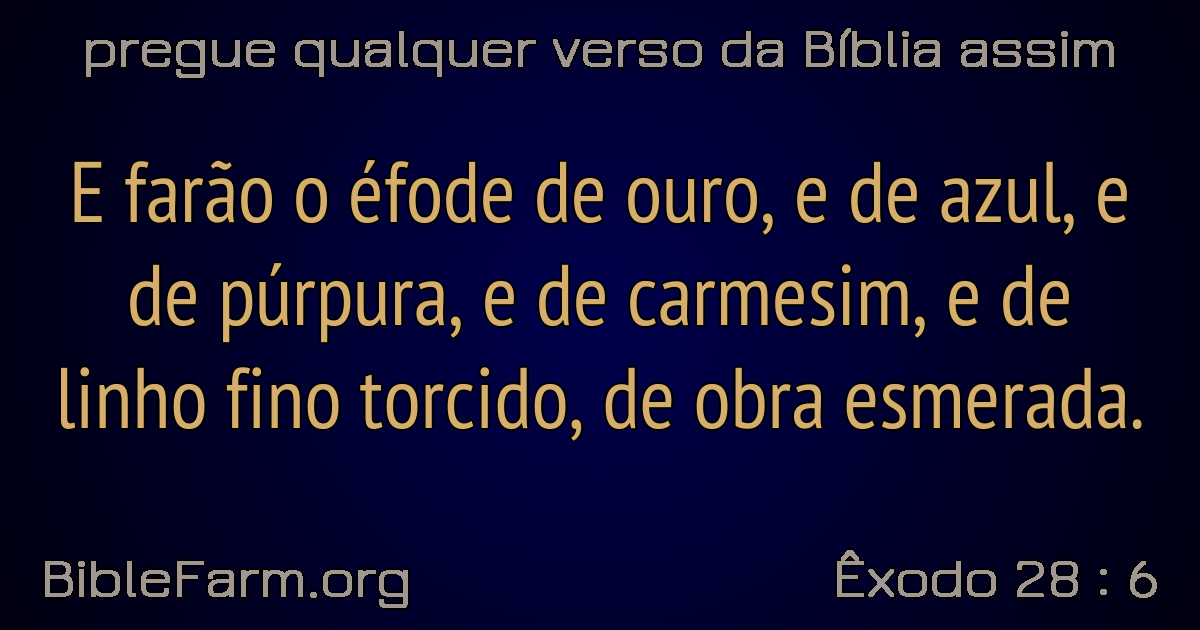 pregue qualquer verso da Bíblia assim
E farão o éfode de ouro, e de azul, e
de púrpura, e de carmesim, e de
linho fino torcido, de obra esmerada.
BibleFarm.org
Êxodo 28 : 6